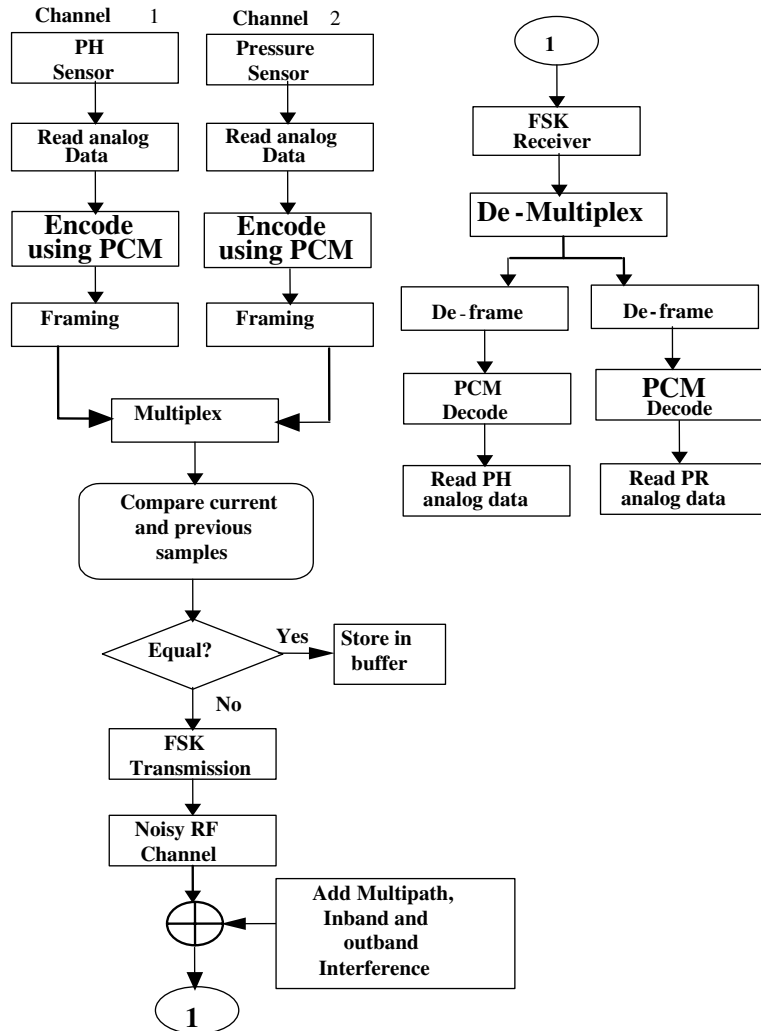 Channel 1
PH
Sensor
Read analog
Data
Encode
using PCM
Framing
Channel 2
Pressure
Sensor
Read analog
Data
Encode
using PCM
Framing
Multiplex
Compare current
and previous
samples
Equal?
Yes
Store in
buffer
No
FSK
Transmission
Noisy RF
Channel
Add Multipath,
Inband and
outband
Interference
1
1
FSK
Receiver
De-Multiplex
De-frame
PCM
Decode
Read PH
analog data
De-frame
PCM
Decode
Read PR
analog data